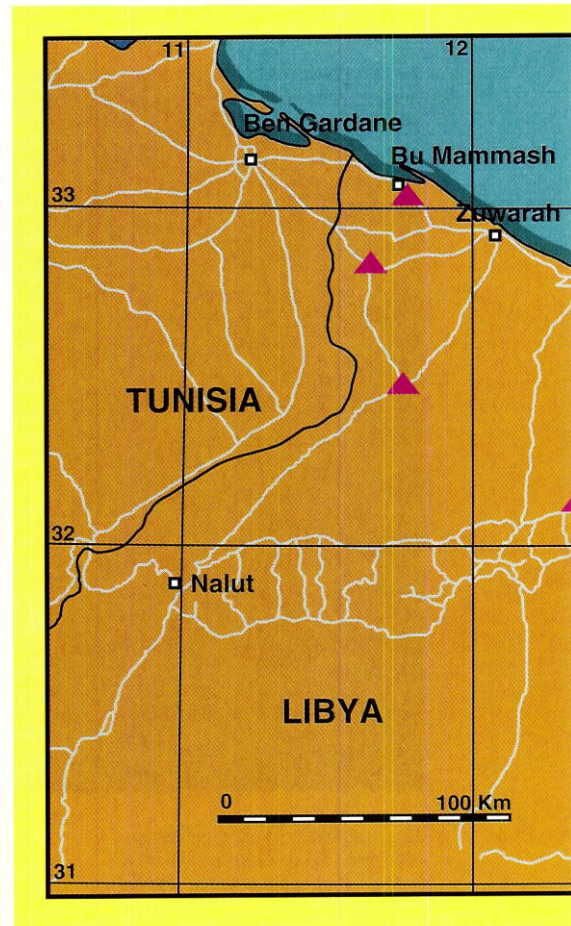 11
12
Ben Gardane
Bu Mammash
33
Zuwarah
TUNISIA
32
Nalut
LIBYA
0
100 Km
31